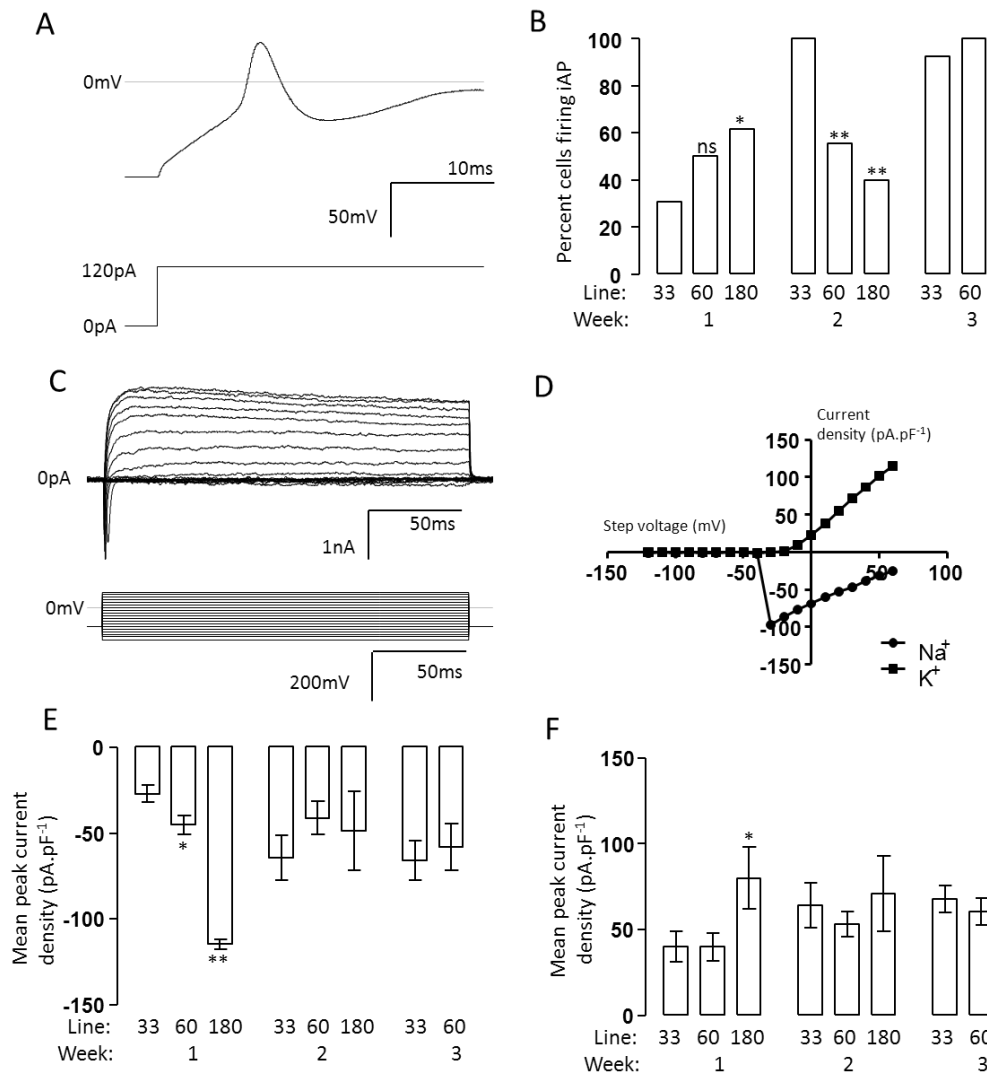 A
0mV
10ms
50mV
120pA
0pA
B
Percent cells firing iAP
100
80
60
40
20
0
ns
*
**
**
Line: 33 60 180 33 60 180 33 60
Week: 1 2 3
C
0pA
50ms
1nA
0mV
50ms
200mV
D
Current
density (pA.pF-1)
Step voltage (mV)
150
100
50
-150 -100 -50 50 100
-50
-100
-150
Na+
K+
E
Mean peak current
density (pA.pF-1)
0
-50
-100
-150
*
**
Line: 33 60 180 33 60 180 33 60
Week: 1 2 3
F
Mean peak current
density (pA.pF-1)
150
100
50
0
*
Line: 33 60 180 33 60 180 33 60
Week: 1 2 3